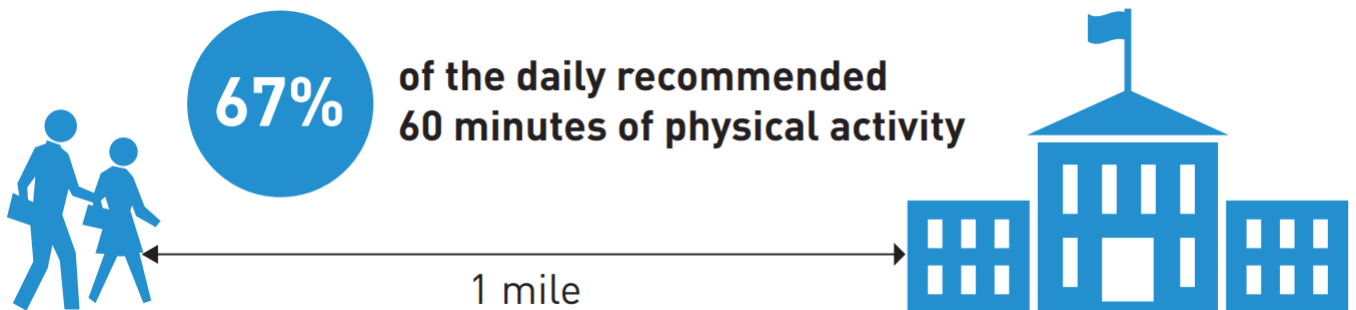 67%
of the daily recommended
60 minutes of physical activity
1 mile